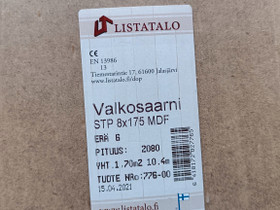 LISTATALO
CE
EN 13986
13
Tiemestarintie 17, 61600 Jalasjärvi
www.listatalo.fi/dop
Valkosaarni
STP 8x175 MDF
ERÄ 6
PITUUS: 2080
YHT.1.70m2 10.4m
TUOTE NRo:776-00
15.04.2021
www.listatalo.fi